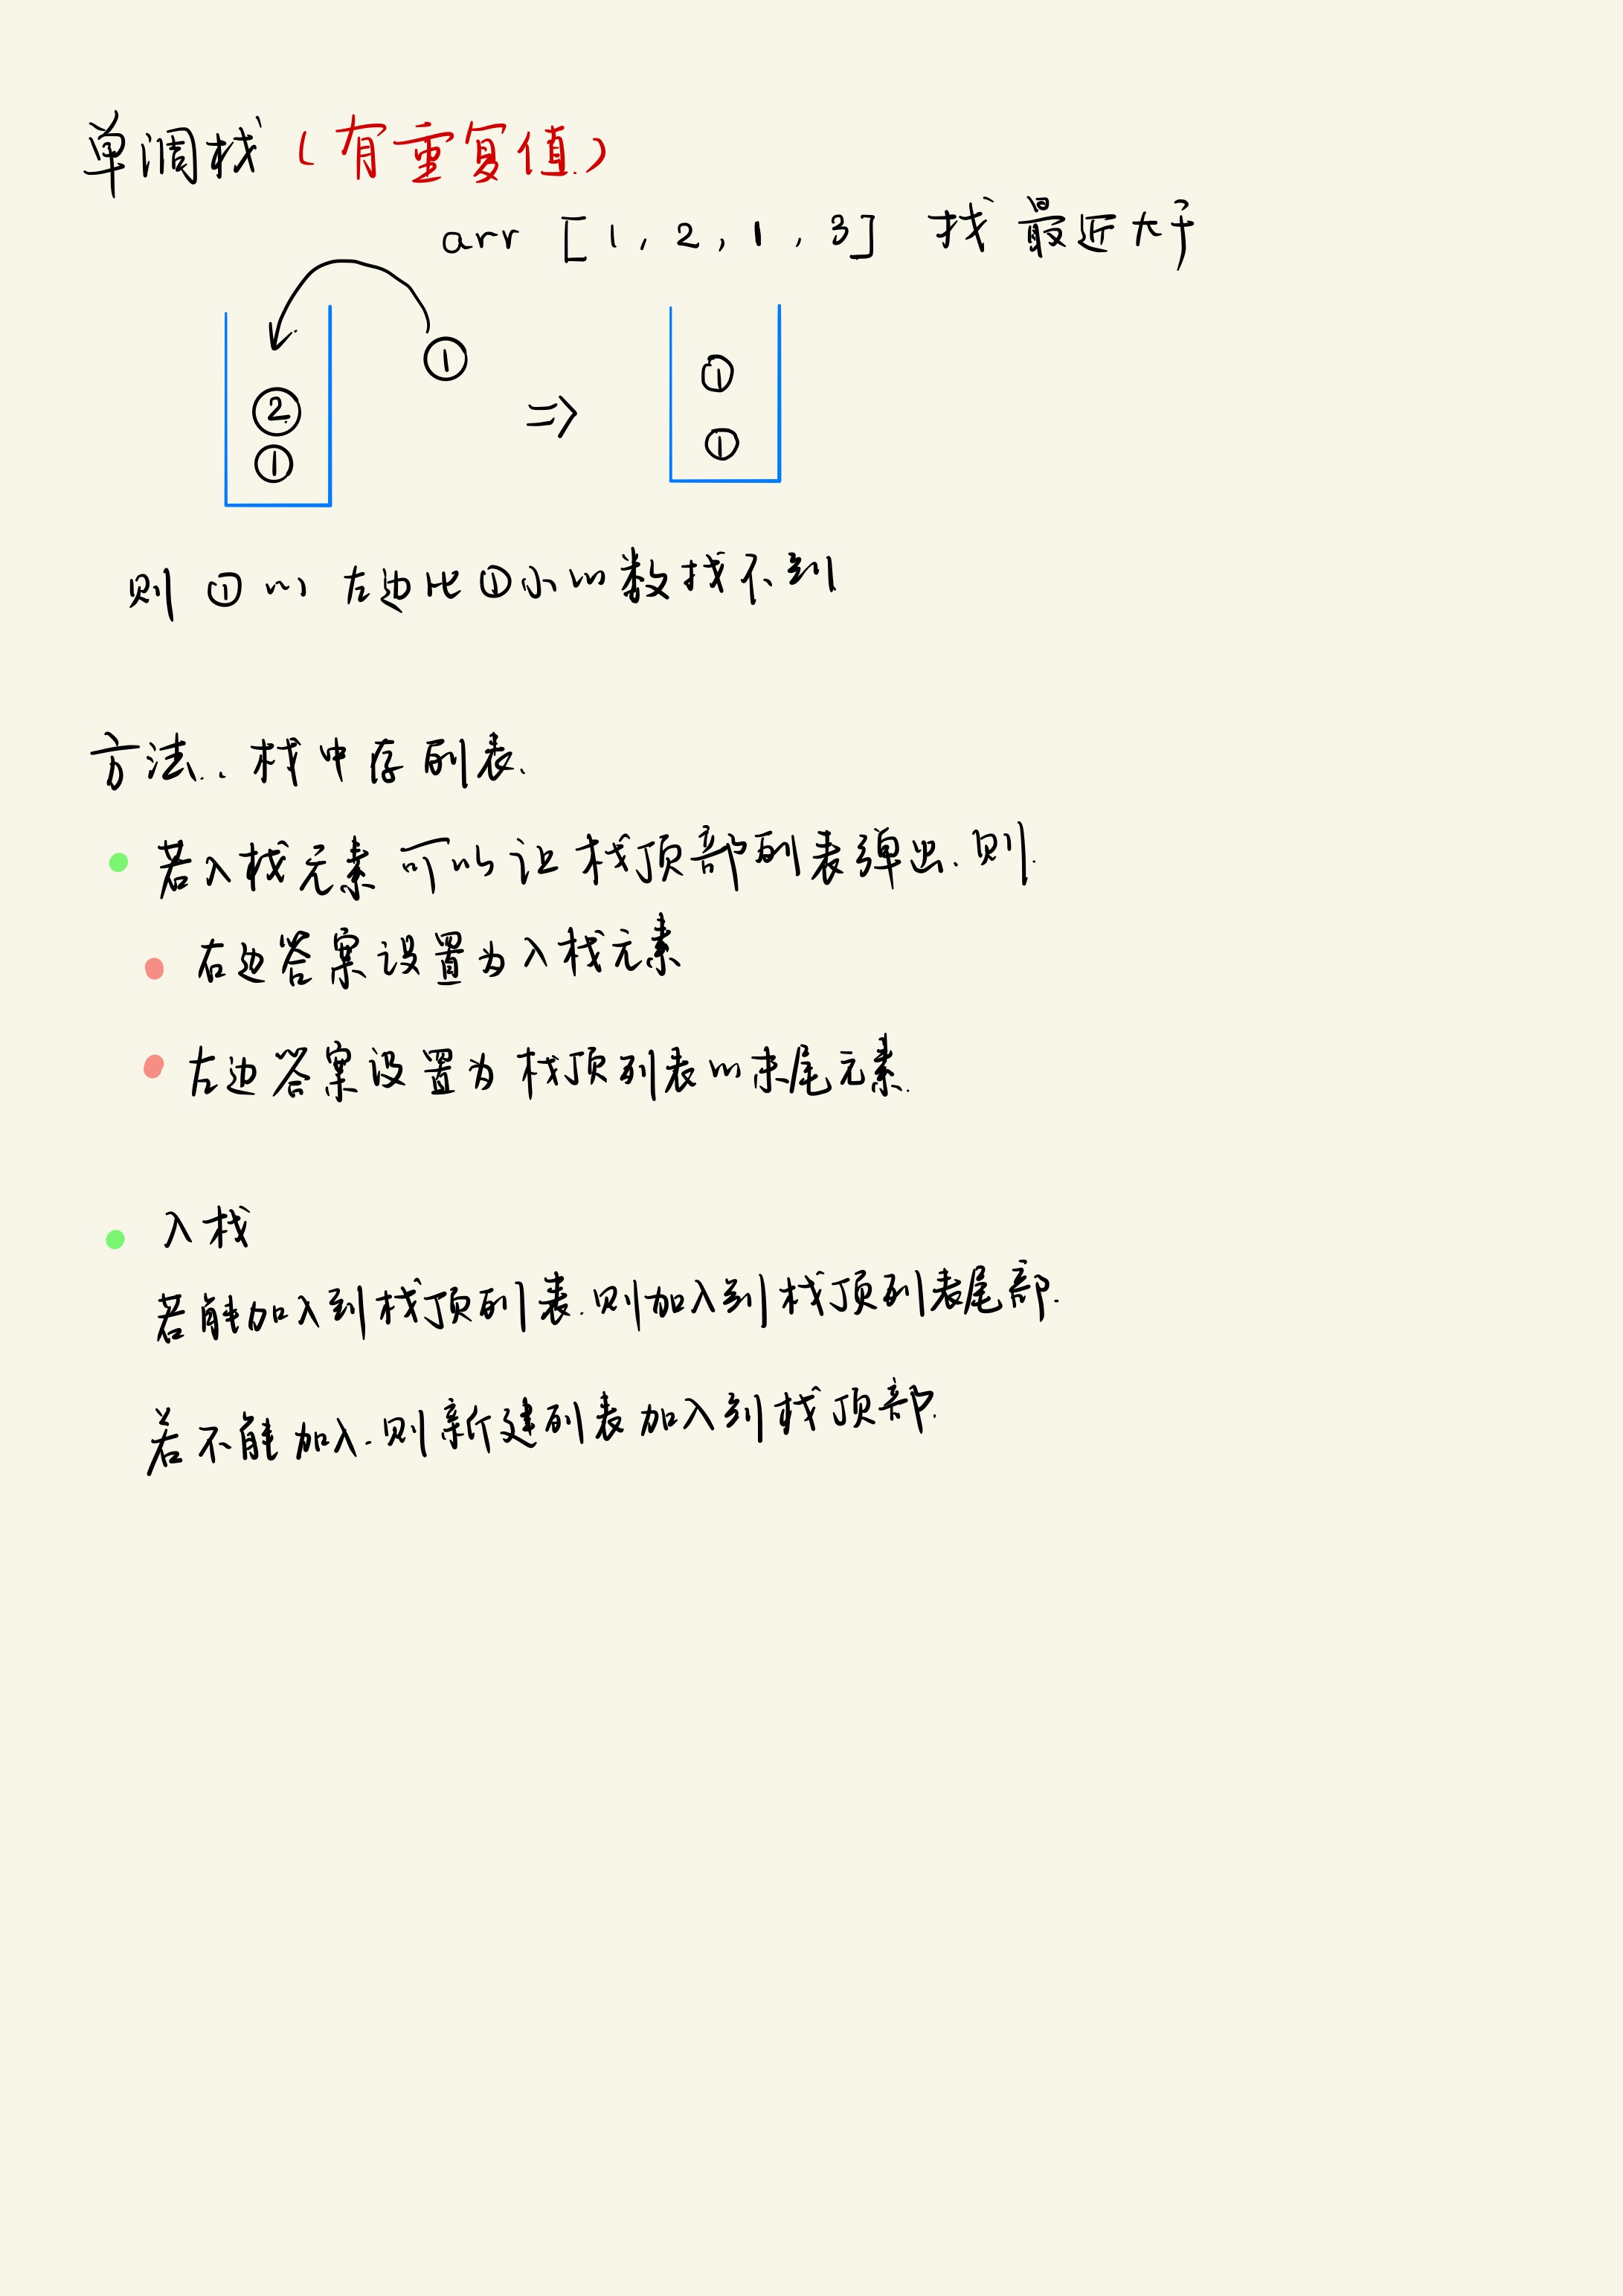 单调栈（有重复值）
arr [1, 2, 1, 3] 找最近大于
①
②
①
⇒
①
①
则①的左边比①小的数找不到
方法：栈中存列表.
若入栈元素可以让栈顶部列表弹出.则.
右边答案设置为入栈元素
左边答案设置为栈顶列表的末尾元素.
入栈
若能加入到栈顶列表.则加入到栈顶列表尾部.
若不能加入.则新建列表加入到栈顶部.